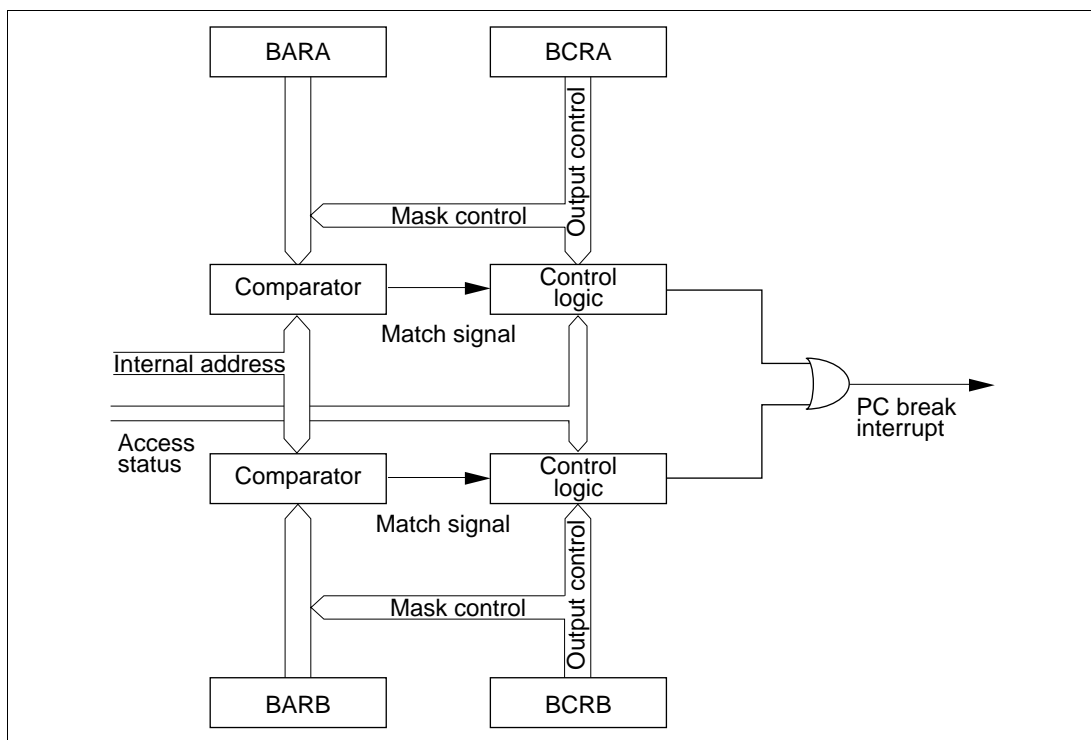 BARA
BCRA
Output control
Mask control
Comparator
Control
logic
Match signal
Internal address
Access
status
PC break
interrupt
Comparator
Control
logic
Match signal
Output control
Mask control
BARB
BCRB